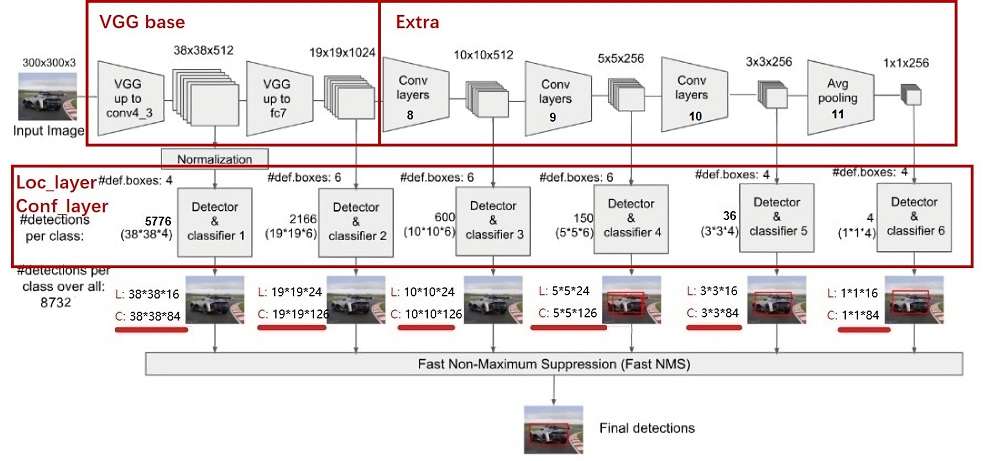 VGG base
Extra
300x300x3
38x38x512
19x19x1024
10x10x512
5x5x256
3x3x256
1x1x256
VGG
up to
conv4_3
VGG
up to
fc7
Conv
layers
8
Conv
layers
9
Conv
layers
10
Avg
pooling
11
Input Image
Normalization
Loc_layer
Conf_layer
#def.boxes: 4
#def.boxes: 6
#def.boxes: 6
#def.boxes: 6
#def.boxes: 4
#def.boxes: 4
#detections
per class:
5776
(38*38*4)
Detector
&
classifier 1
2166
(19*19*6)
Detector
&
classifier 2
600
(10*10*6)
Detector
&
classifier 3
150
(5*5*6)
Detector
&
classifier 4
36
(3*3*4)
Detector
&
classifier 5
4
(1*1*4)
Detector
&
classifier 6
#detections per
class over all:
8732
L: 38*38*16
C: 38*38*84
L: 19*19*24
C: 19*19*126
L: 10*10*24
C: 10*10*126
L: 5*5*24
C: 5*5*126
L: 3*3*16
C: 3*3*84
L: 1*1*16
C: 1*1*84
Fast Non-Maximum Suppression (Fast NMS)
Final detections